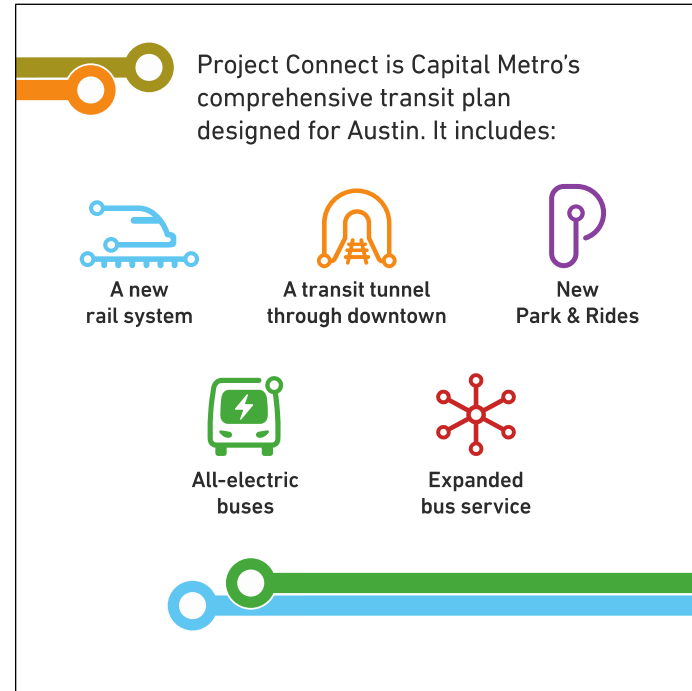 Project Connect is Capital Metro’s
comprehensive transit plan
designed for Austin. It includes:
A new
rail system
A transit tunnel
through downtown
New
Park & Rides
All-electric
buses
Expanded
bus service